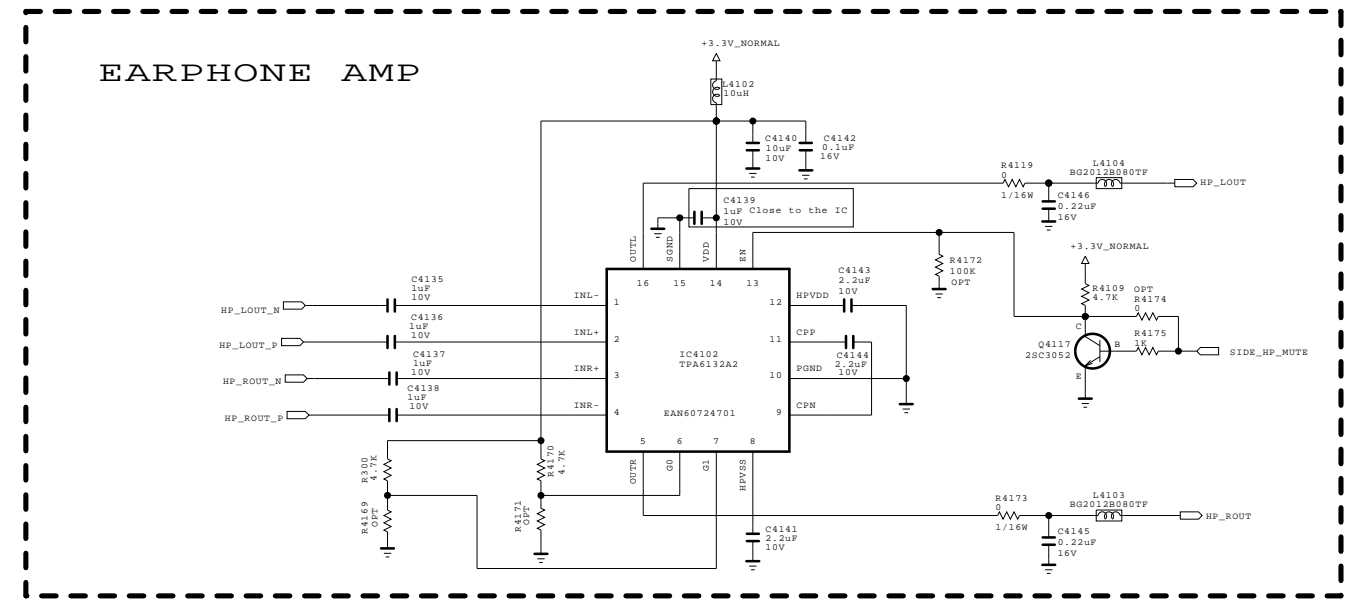 EARPHONE AMP
+3.3V_NORMAL
L4102
10uH
C4140
10uF
10V
C4142
0.1uF
16V
C4139
1uF
10V
Close to the IC
R4119
0
1/16W
L4104
BG2012B080TF
HP_LOUT
C4146
0.22uF
16V
OUTL
SGND
VDD
EN
16
15
14
13
R4172
100K
OPT
+3.3V_NORMAL
R4109
4.7K
OPT
R4174
0
R4175
1K
C
B
E
Q4117
2SC3052
SIDE_HP_MUTE
HP_LOUT_N
C4135
1uF
10V
INL-
1
HP_LOUT_P
C4136
1uF
10V
INL+
2
HP_ROUT_N
C4137
1uF
10V
INR+
3
HP_ROUT_P
C4138
1uF
10V
INR-
4
IC4102
TPA6132A2
EAN60724701
12
HPVDD
C4143
2.2uF
10V
11
CPP
C4144
2.2uF
10V
10
PGND
9
CPN
5
6
7
8
OUTR
G0
G1
HPVSS
R300
4.7K
R4169
OPT
R4170
4.7K
R4171
OPT
C4141
2.2uF
10V
R4173
0
1/16W
L4103
BG2012B080TF
HP_ROUT
C4145
0.22uF
16V